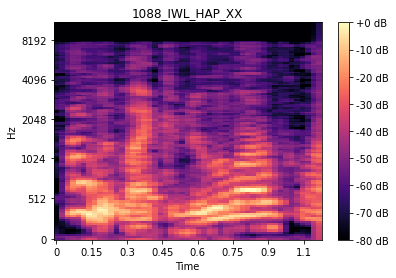 1088_IWL_HAP_XX
Hz
8192
4096
2048
1024
512
0
0 0.15 0.3 0.45 0.6 0.75 0.9 1.1
Time
+0 dB
-10 dB
-20 dB
-30 dB
-40 dB
-50 dB
-60 dB
-70 dB
-80 dB